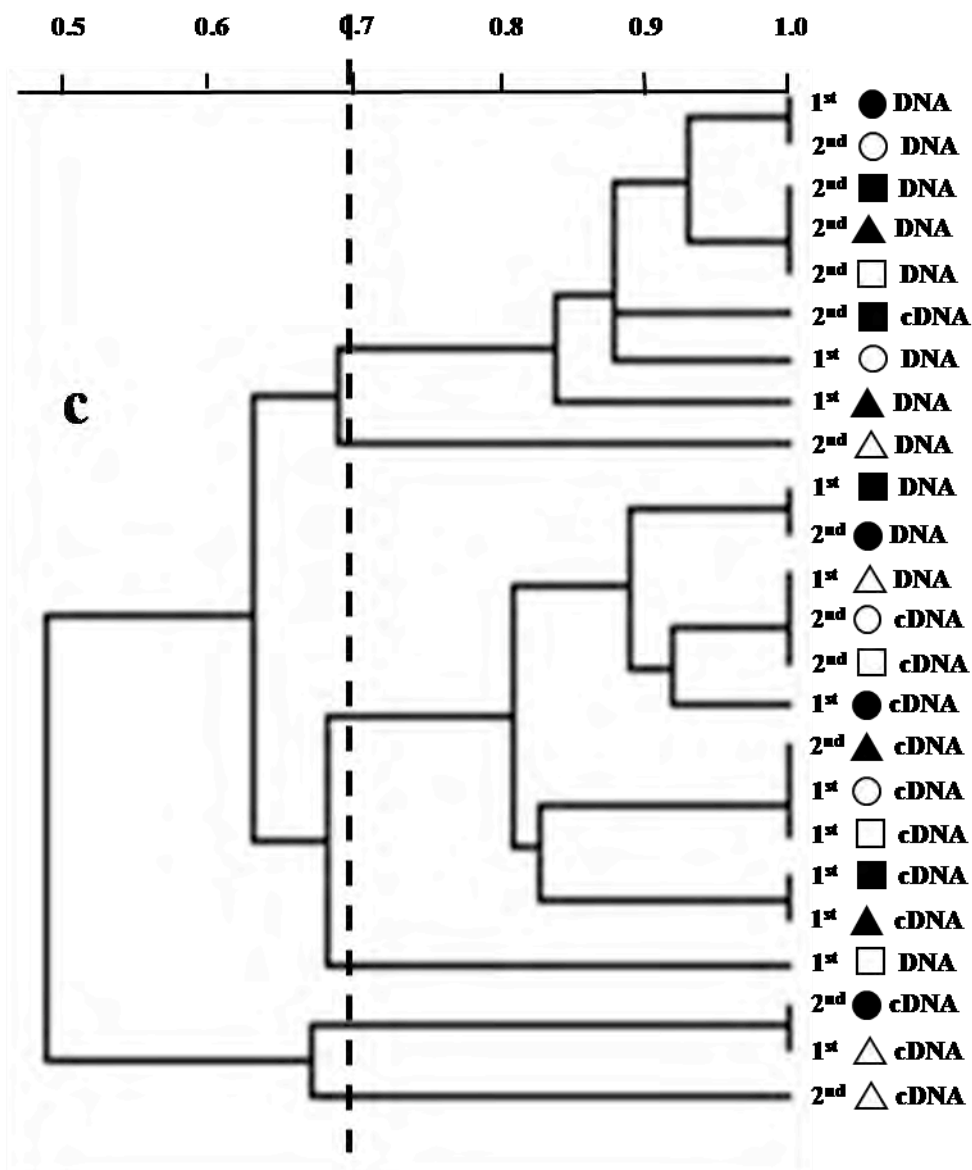 0.5 0.6 0.7 0.8 0.9 1.0
1st ● DNA
2nd ○ DNA
2nd ■ DNA
2nd ▲ DNA
2nd □ DNA
2nd ■ cDNA
1st ○ DNA
1st ▲ DNA
c
2nd △ DNA
1st ■ DNA
2nd ● DNA
1st △ DNA
2nd ○ cDNA
2nd □ cDNA
1st ● cDNA
2nd ▲ cDNA
1st ○ cDNA
1st □ cDNA
1st ■ cDNA
1st ▲ cDNA
1st □ DNA
2nd ● cDNA
1st △ cDNA
2nd △ cDNA